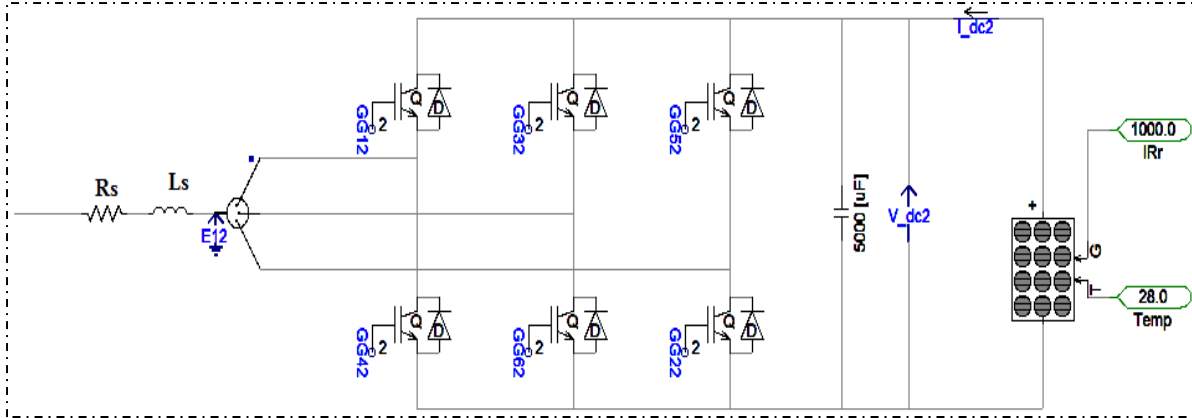 I_dc2
Q
D
GG12
2
Q
D
GG32
2
Q
D
GG52
2
1000.0
IRr
Rs
Ls
E12
5000 [uF]
V_dc2
+
G
T
28.0
Temp
Q
D
GG42
2
Q
D
GG62
2
Q
D
GG22
2